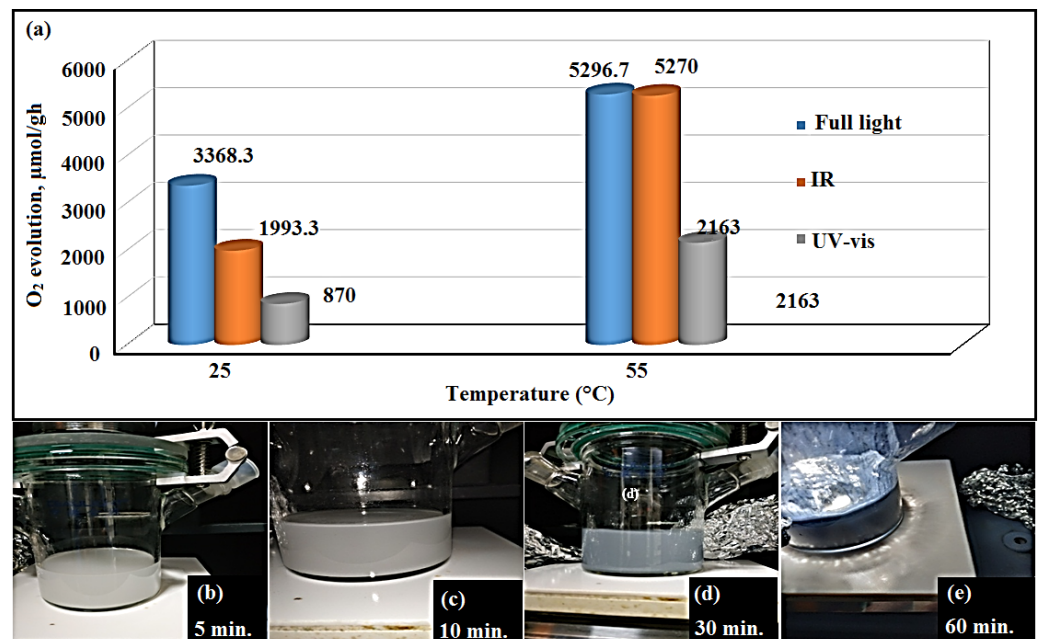 (a)
6000
5000
4000
3000
2000
1000
0
O₂ evolution, μmol/gh
3368.3
1993.3
870
5296.7
5270
2163
2163
Full light
IR
UV-vis
25
55
Temperature (°C)
(b)
5 min.
(c)
10 min.
(d)
(d)
30 min.
(e)
60 min.